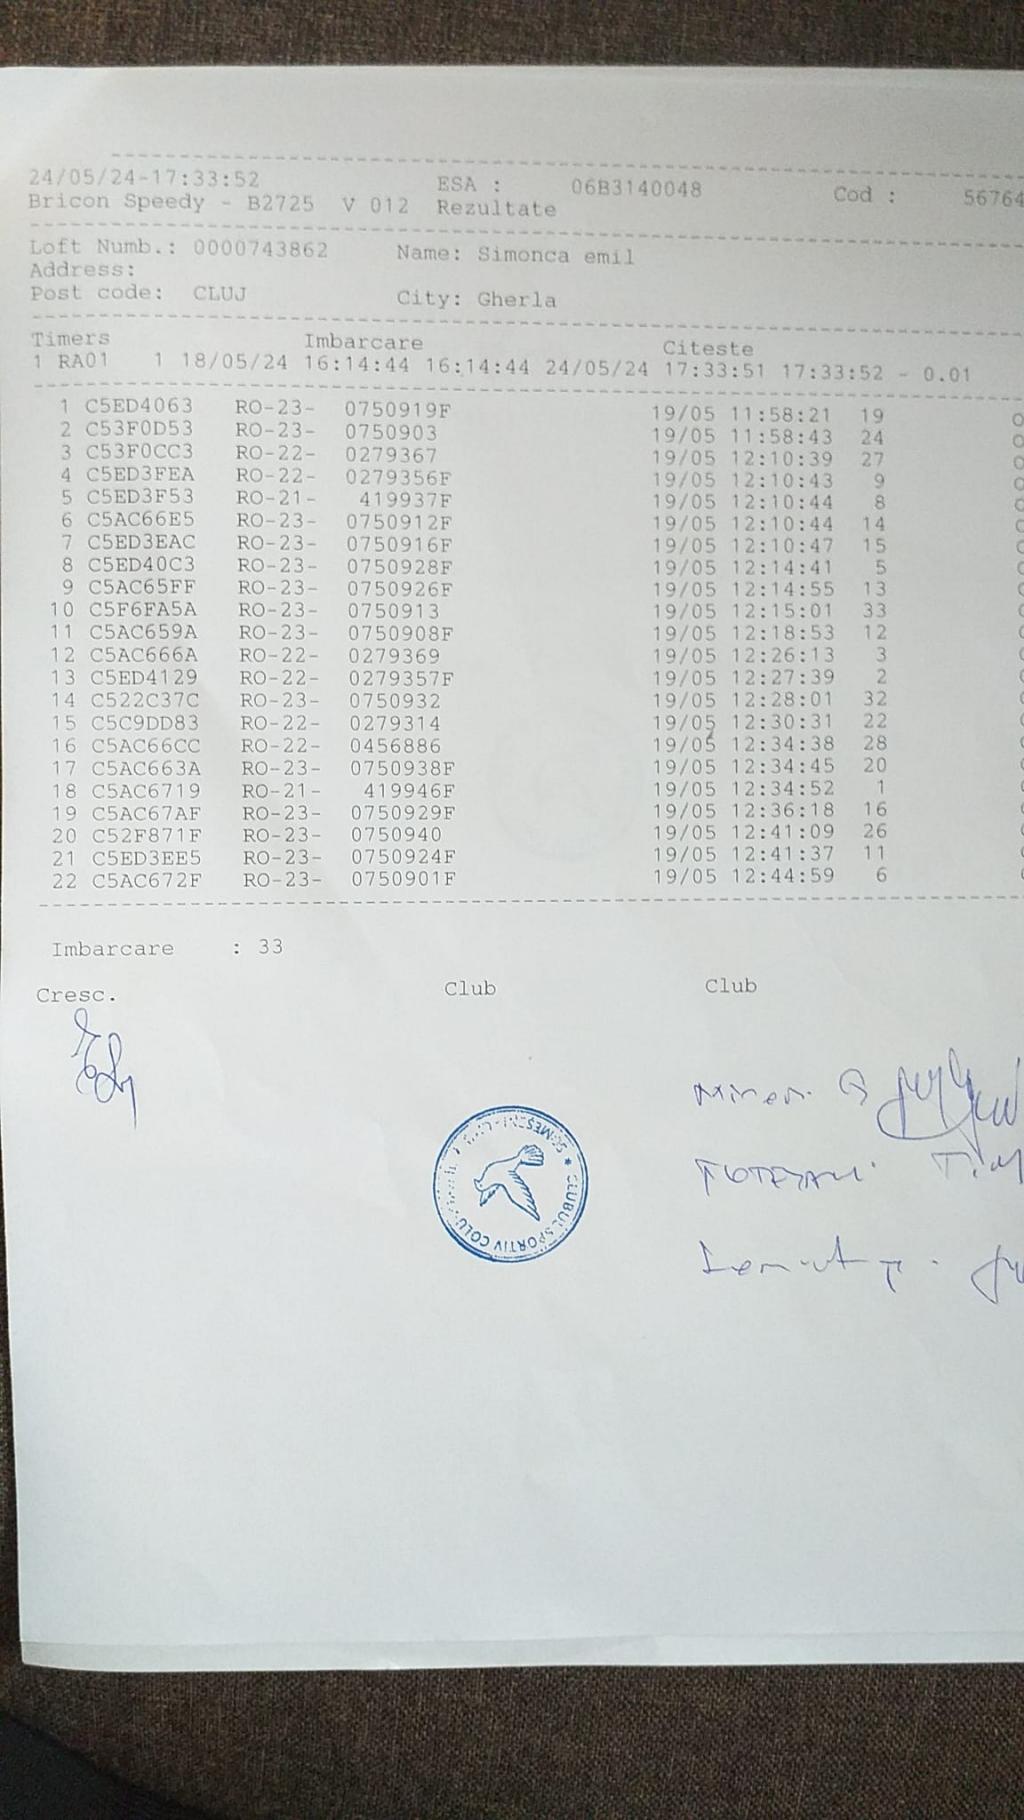 24/05/24-17:33:52 ESA : 06B3140048 Cod : 56764
Bricon Speedy - B2725 V 012 Rezultate
Loft Numb.: 0000743862 Name: Simonca emil
Address:
Post code: CLUJ City: Gherla
Timers Imbarcare Citeste
1 RA01 1 18/05/24 16:14:44 16:14:44 24/05/24 17:33:51 17:33:52 - 0.01
1 C5ED4063 RO-23- 0750919F 19/05 11:58:21 19
2 C53F0D53 RO-23- 0750903 19/05 11:58:43 24
3 C53F0CC3 RO-22- 0279367 19/05 12:10:39 27
4 C5ED3FEA RO-22- 0279356F 19/05 12:10:43 9
5 C5ED3F53 RO-21- 419937F 19/05 12:10:44 8
6 C5AC66E5 RO-23- 0750912F 19/05 12:10:44 14
7 C5ED3EAC RO-23- 0750916F 19/05 12:10:47 15
8 C5ED40C3 RO-23- 0750928F 19/05 12:14:41 5
9 C5AC65FF RO-23- 0750926F 19/05 12:14:55 13
10 C5F6FA5A RO-23- 0750913 19/05 12:15:01 33
11 C5AC659A RO-23- 0750908F 19/05 12:18:53 12
12 C5AC666A RO-22- 0279369 19/05 12:26:13 3
13 C5ED4129 RO-22- 0279357F 19/05 12:27:39 2
14 C522C37C RO-23- 0750932 19/05 12:28:01 32
15 C5C9DD83 RO-22- 0279314 19/05 12:30:31 22
16 C5AC66CC RO-22- 0456886 19/05 12:34:38 28
17 C5AC663A RO-23- 0750938F 19/05 12:34:45 20
18 C5AC6719 RO-21- 419946F 19/05 12:34:52 1
19 C5AC67AF RO-23- 0750929F 19/05 12:36:18 16
20 C52F871F RO-23- 0750940 19/05 12:41:09 26
21 C5ED3EE5 RO-23- 0750924F 19/05 12:41:37 11
22 C5AC672F RO-23- 0750901F 19/05 12:44:59 6
Imbarcare : 33
Cresc. Club Club
CLUBUL SPORTIV